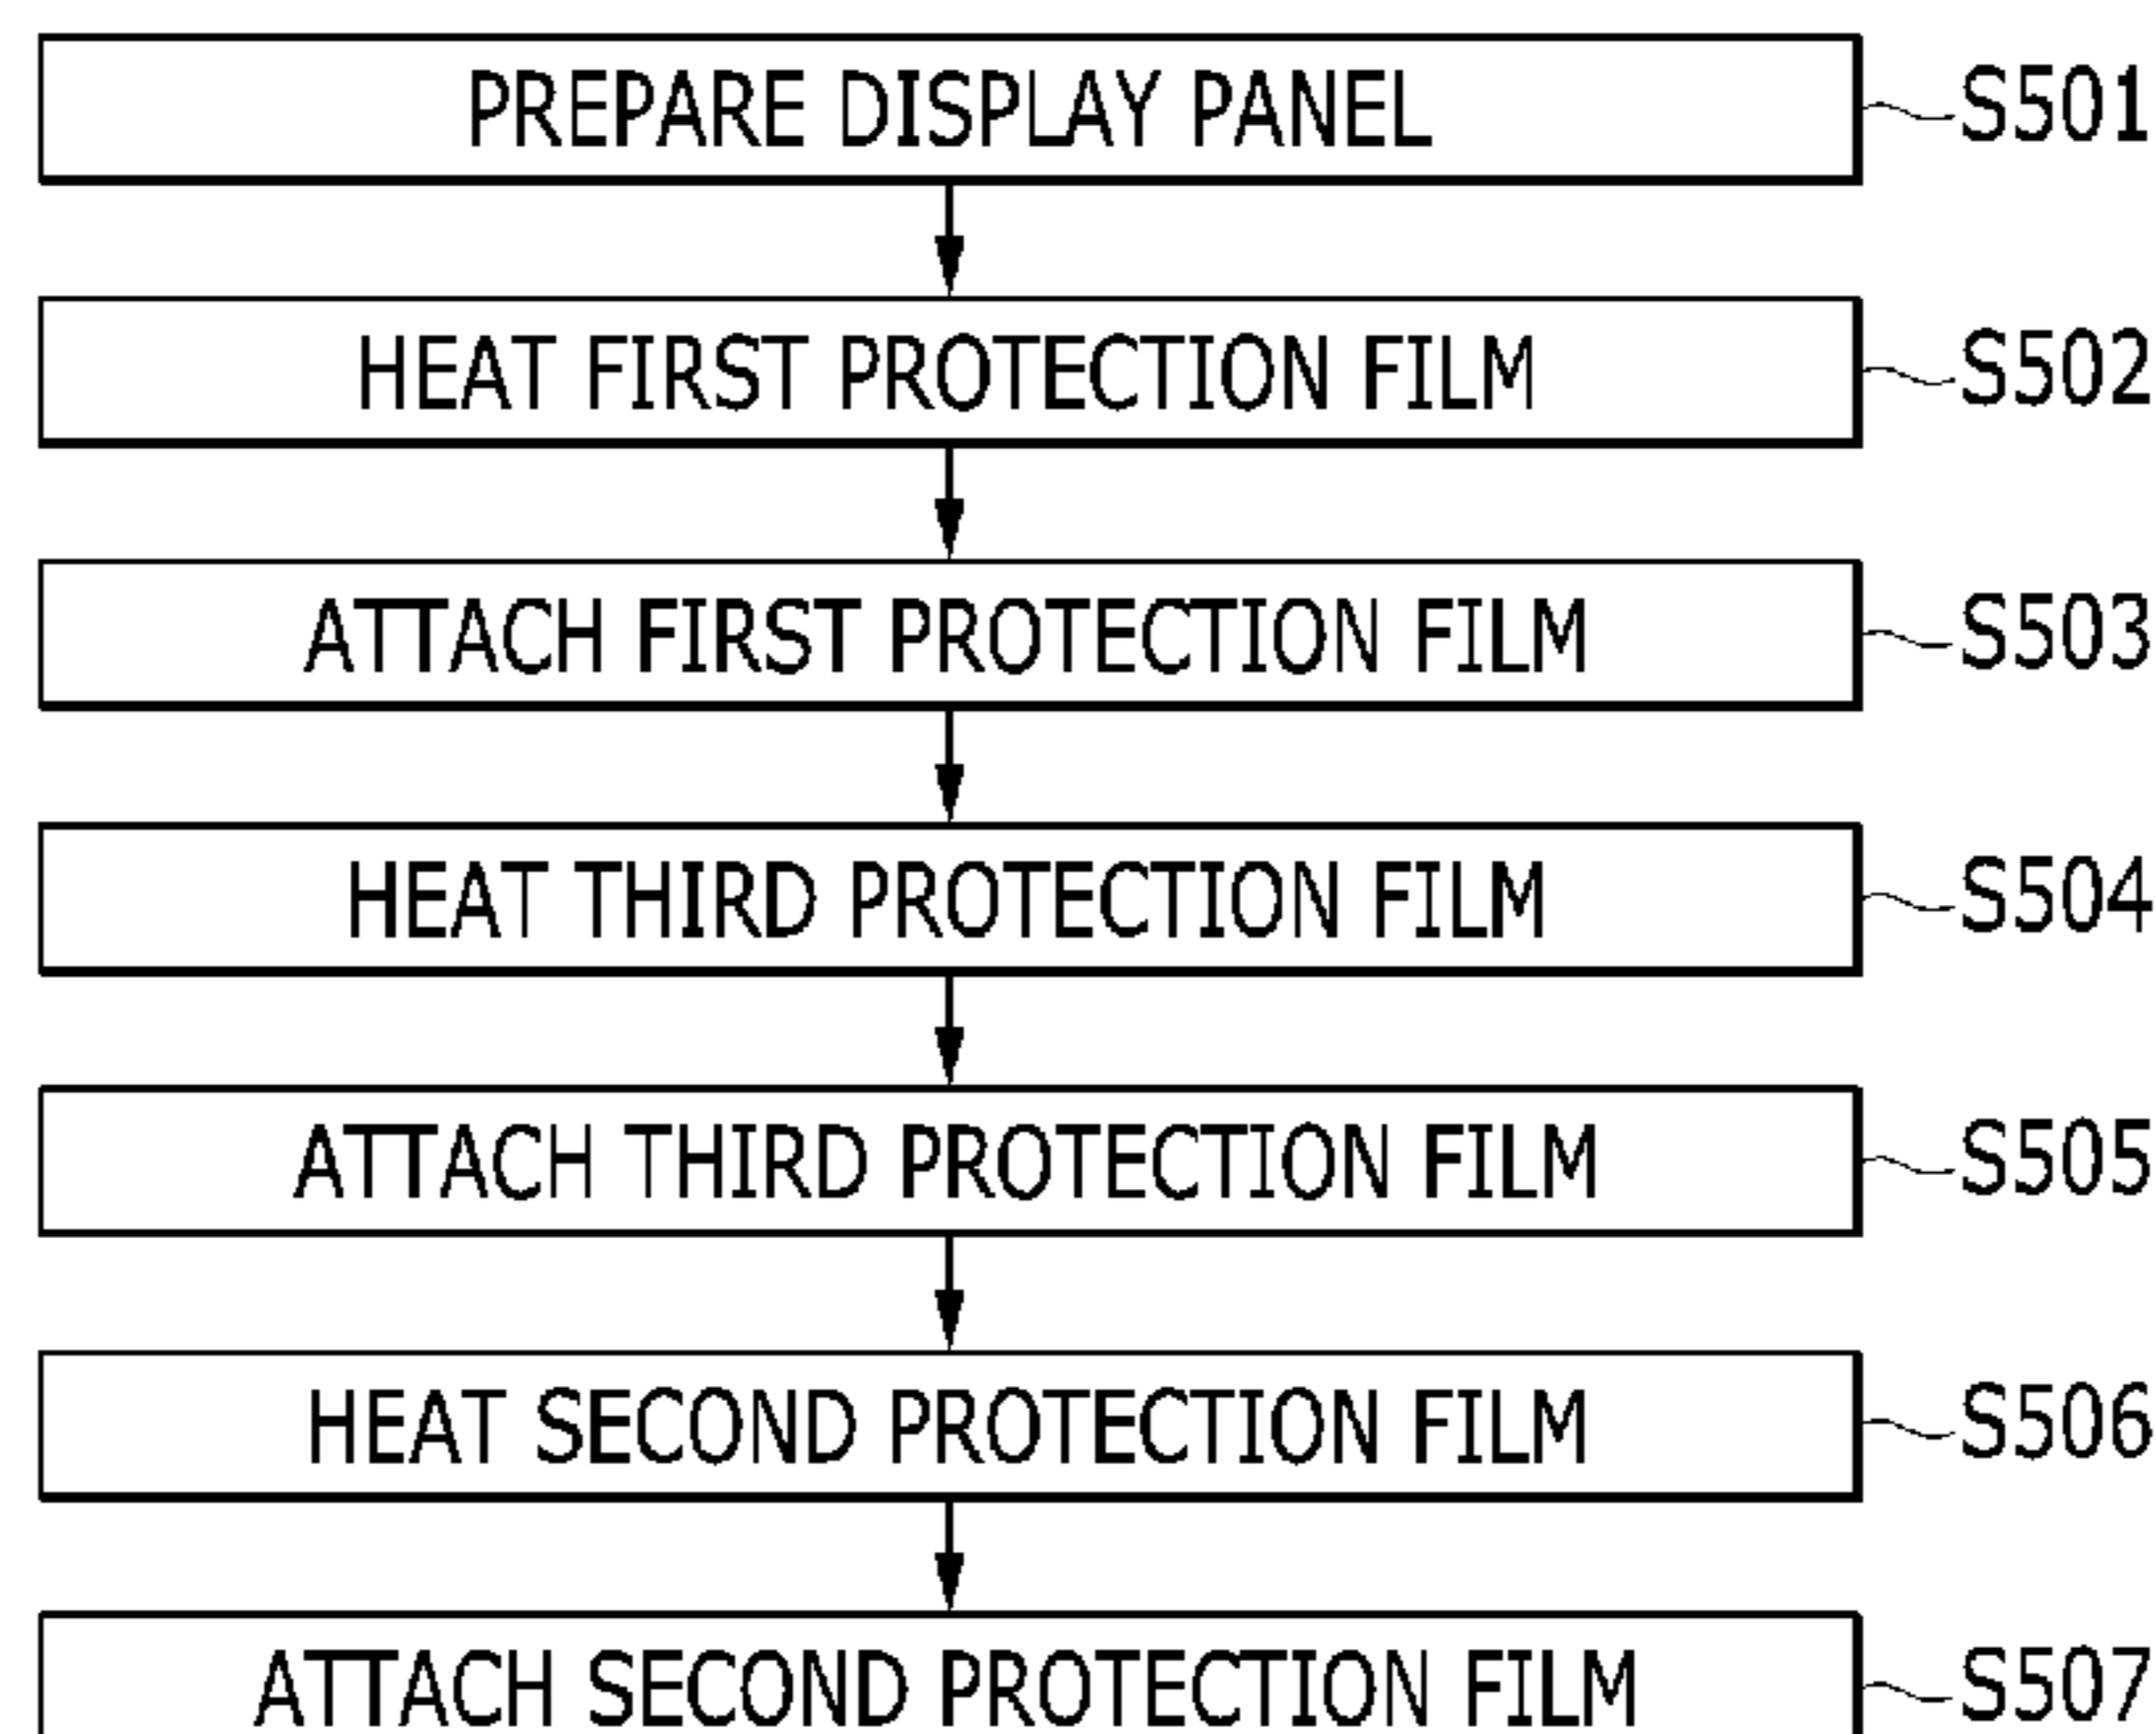 PREPARE DISPLAY PANEL S501
HEAT FIRST PROTECTION FILM S502
ATTACH FIRST PROTECTION FILM S503
HEAT THIRD PROTECTION FILM S504
ATTACH THIRD PROTECTION FILM S505
HEAT SECOND PROTECTION FILM S506
ATTACH SECOND PROTECTION FILM S507